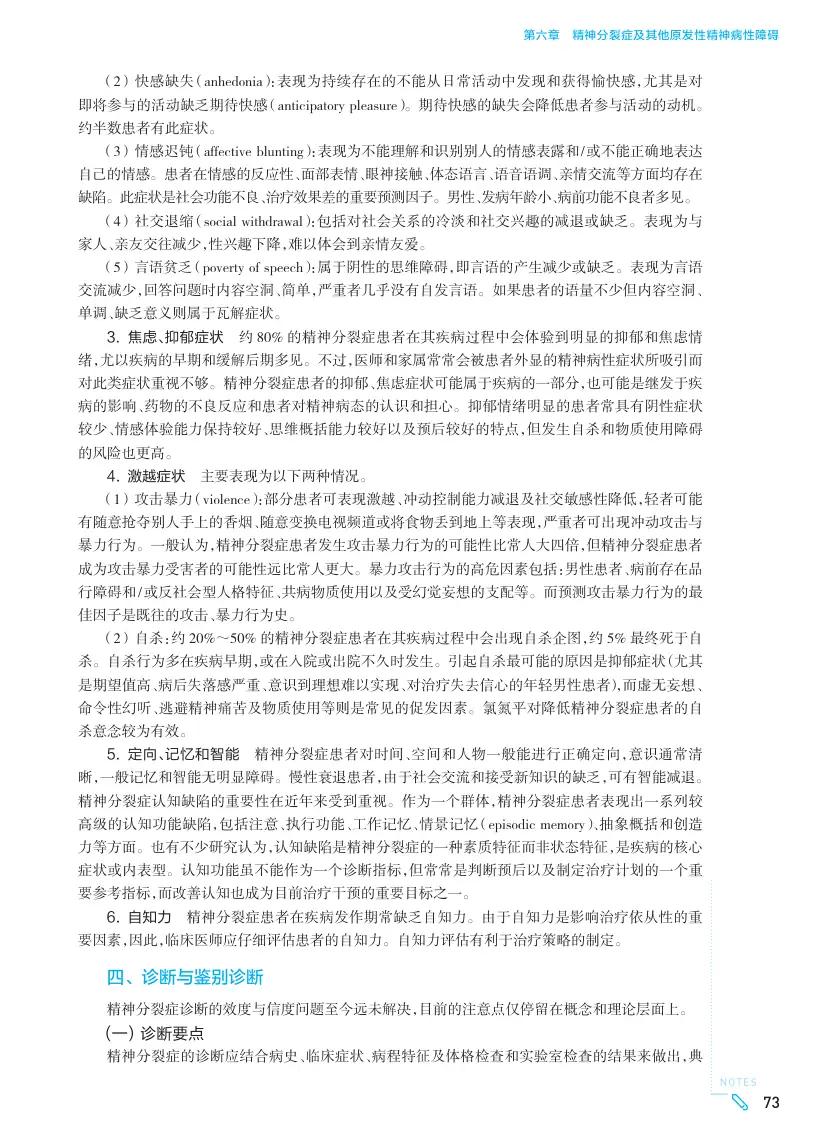 第六章　精神分裂症及其他原发性精神病性障碍
（2）快感缺失（anhedonia）：表现为持续存在的不能从日常活动中发现和获得愉快感，尤其是对
即将参与的活动缺乏期待快感（anticipatory pleasure）。期待快感的缺失会降低患者参与活动的动机。
约半数患者有此症状。
（3）情感迟钝（affective blunting）：表现为不能理解和识别别人的情感表露和/或不能正确地表达
自己的情感。患者在情感的反应性、面部表情、眼神接触、体态语言、语音语调、亲情交流等方面均存在
缺陷。此症状是社会功能不良、治疗效果差的重要预测因子。男性、发病年龄小、病前功能不良者多见。
（4）社交退缩（social withdrawal）：包括对社会关系的冷淡和社交兴趣的减退或缺乏。表现为与
家人、亲友交往减少，性兴趣下降，难以体会到亲情友爱。
（5）言语贫乏（poverty of speech）：属于阴性的思维障碍，即言语的产生减少或缺乏。表现为言语
交流减少，回答问题时内容空洞、简单，严重者几乎没有自发言语。如果患者的语量不少但内容空洞、
单调、缺乏意义则属于瓦解症状。
3. 焦虑、抑郁症状　约 80% 的精神分裂症患者在其疾病过程中会体验到明显的抑郁和焦虑情
绪，尤以疾病的早期和缓解后期多见。不过，医师和家属常常会被患者外显的精神病性症状所吸引而
对此类症状重视不够。精神分裂症患者的抑郁、焦虑症状可能属于疾病的一部分，也可能是继发于疾
病的影响、药物的不良反应和患者对精神病态的认识和担心。抑郁情绪明显的患者常具有阴性症状
较少、情感体验能力保持较好、思维概括能力较好以及预后较好的特点，但发生自杀和物质使用障碍
的风险也更高。
4. 激越症状　主要表现为以下两种情况。
（1）攻击暴力（violence）：部分患者可表现激越、冲动控制能力减退及社交敏感性降低，轻者可能
有随意抢夺别人手上的香烟、随意变换电视频道或将食物丢到地上等表现，严重者可出现冲动攻击与
暴力行为。一般认为，精神分裂症患者发生攻击暴力行为的可能性比常人大四倍，但精神分裂症患者
成为攻击暴力受害者的可能性远比常人更大。暴力攻击行为的高危因素包括：男性患者、病前存在品
行障碍和/或反社会型人格特征、共病物质使用以及受幻觉妄想的支配等。而预测攻击暴力行为的最
佳因子是既往的攻击、暴力行为史。
（2）自杀：约 20%～50% 的精神分裂症患者在其疾病过程中会出现自杀企图，约 5% 最终死于自
杀。自杀行为多在疾病早期，或在入院或出院不久时发生。引起自杀最可能的原因是抑郁症状（尤其
是期望值高、病后失落感严重、意识到理想难以实现、对治疗失去信心的年轻男性患者），而虚无妄想、
命令性幻听、逃避精神痛苦及物质使用等则是常见的促发因素。氯氮平对降低精神分裂症患者的自
杀意念较为有效。
5. 定向、记忆和智能　精神分裂症患者对时间、空间和人物一般能进行正确定向，意识通常清
晰，一般记忆和智能无明显障碍。慢性衰退患者，由于社会交流和接受新知识的缺乏，可有智能减退。
精神分裂症认知缺陷的重要性在近年来受到重视。作为一个群体，精神分裂症患者表现出一系列较
高级的认知功能缺陷，包括注意、执行功能、工作记忆、情景记忆（episodic memory）、抽象概括和创造
力等方面。也有不少研究认为，认知缺陷是精神分裂症的一种素质特征而非状态特征，是疾病的核心
症状或内表型。认知功能虽不能作为一个诊断指标，但常常是判断预后以及制定治疗计划的一个重
要参考指标，而改善认知也成为目前治疗干预的重要目标之一。
6. 自知力　精神分裂症患者在疾病发作期常缺乏自知力。由于自知力是影响治疗依从性的重
要因素，因此，临床医师应仔细评估患者的自知力。自知力评估有利于治疗策略的制定。
四、诊断与鉴别诊断
精神分裂症诊断的效度与信度问题至今远未解决，目前的注意点仅停留在概念和理论层面上。
（一）诊断要点
精神分裂症的诊断应结合病史、临床症状、病程特征及体格检查和实验室检查的结果来做出，典
NOTES
73